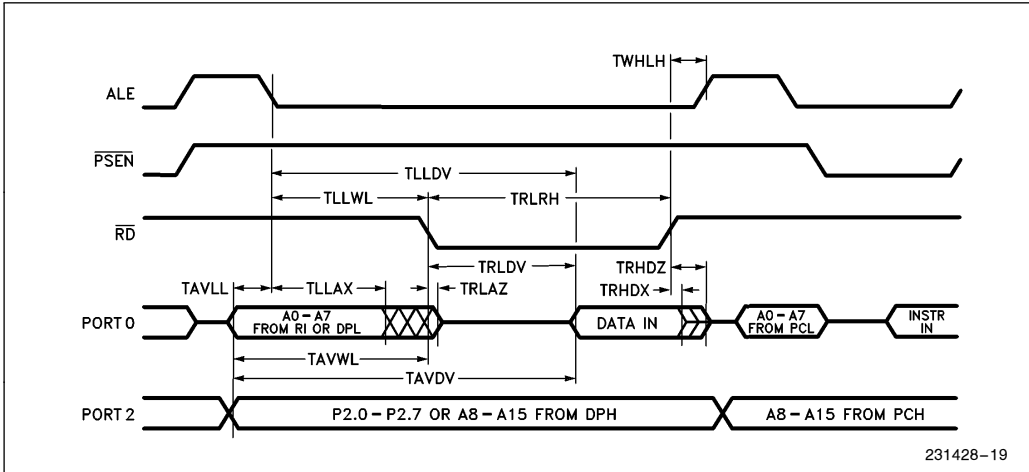 TWHLH
ALE
PSEN
TLLDV
TLLWL
TRLRH
RD
TRLDV
TRHDZ
TAVLL
TLLAX
TRLAZ
TRHDX
PORT 0
A0 – A7
FROM RI OR DPL
DATA IN
A0 – A7
FROM PCL
INSTR
IN
TAVWL
TAVDV
PORT 2
P2.0 – P2.7 OR A8 – A15 FROM DPH
A8 – A15 FROM PCH
231428–19